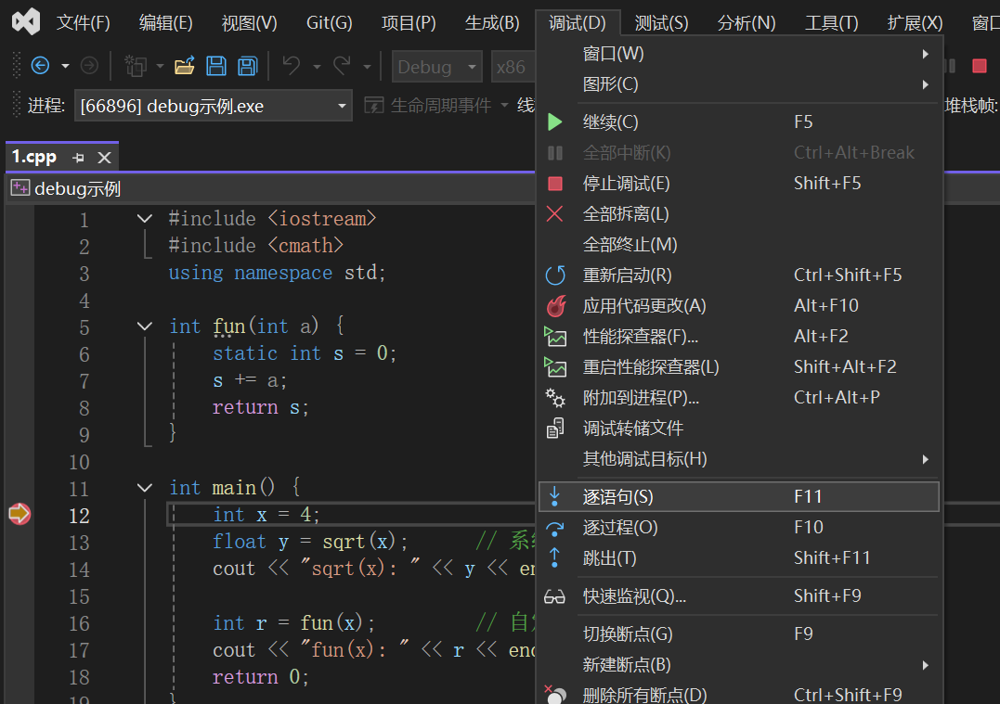 文件(F) 编辑(E) 视图(V) Git(G) 项目(P) 生成(B) 调试(D) 测试(S) 分析(N) 工具(T) 扩展(X)
Debug x86
进程: [66896] debug示例.exe 生命周期事件 堆栈帧:
1.cpp
debug示例
1 #include <iostream>
2 #include <cmath>
3 using namespace std;
4
5 int fun(int a) {
6 static int s = 0;
7 s += a;
8 return s;
9 }
10
11 int main() {
12 int x = 4;
13 float y = sqrt(x); //
14 cout << "sqrt(x): " << y <<
15
16 int r = fun(x); // 自
17 cout << "fun(x): " << r <<
18 return 0;
19 }
窗口(W)
图形(C)
继续(C) F5
全部中断(K) Ctrl+Alt+Break
停止调试(E) Shift+F5
全部拆离(L)
全部终止(M)
重新启动(R) Ctrl+Shift+F5
应用代码更改(A) Alt+F10
性能探查器(F)... Alt+F2
重启性能探查器(L) Shift+Alt+F2
附加到进程(P)... Ctrl+Alt+P
调试转储文件
其他调试目标(H)
逐语句(S) F11
逐过程(O) F10
跳出(T) Shift+F11
快速监视(Q)... Shift+F9
切换断点(G) F9
新建断点(B)
删除所有断点(D) Ctrl+Shift+F9